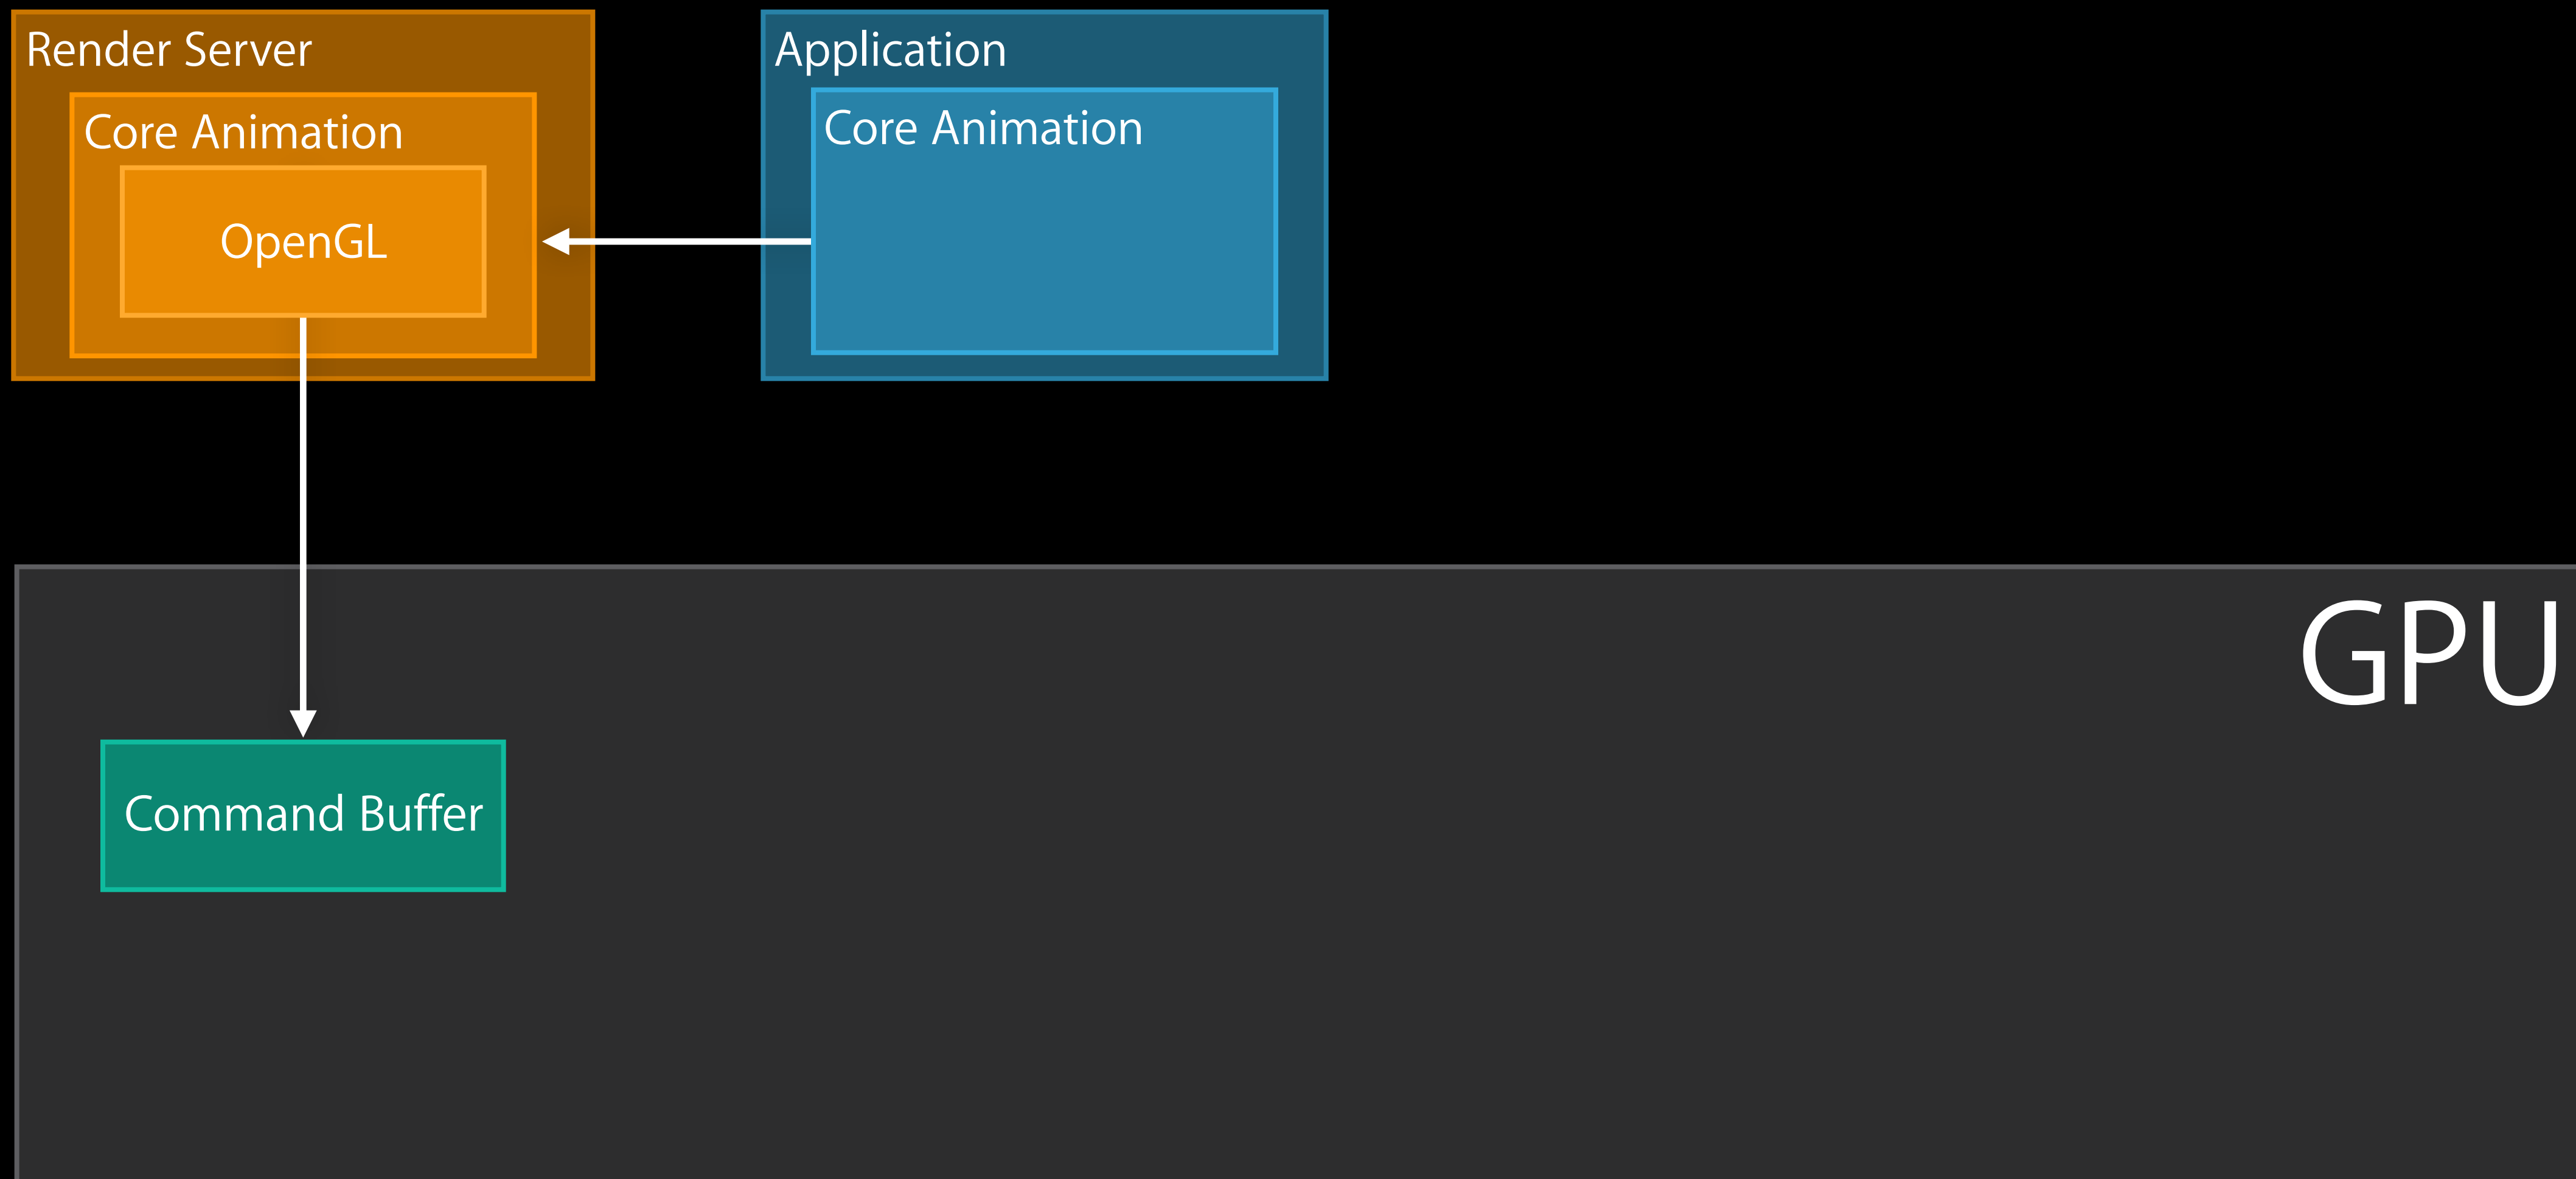 Render Server
Core Animation
OpenGL
Application
Core Animation
GPU
Command Buffer